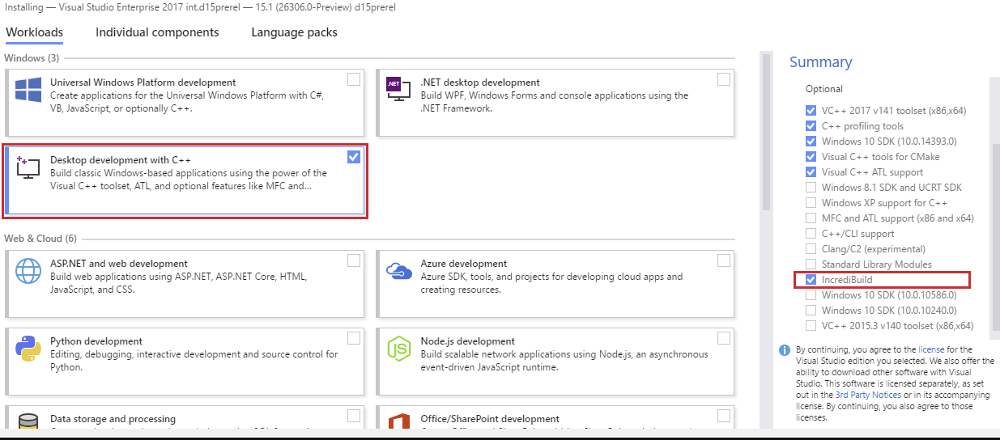 Installing — Visual Studio Enterprise 2017 int.d15prerel — 15.1 (26306.0-Preview) d15prerel
Workloads
Individual components
Language packs
Windows (3)
Universal Windows Platform development
Create applications for the Universal Windows Platform with C#,
VB, JavaScript, or optionally C++.
.NET
.NET desktop development
Build WPF, Windows Forms and console applications using the
.NET Framework.
Desktop development with C++
Build classic Windows-based applications using the power of the
Visual C++ toolset, ATL, and optional features like MFC and...
Web & Cloud (6)
ASP.NET and web development
Build web applications using ASP.NET, ASP.NET Core, HTML,
JavaScript, and CSS.
Azure development
Azure SDK, tools, and projects for developing cloud apps and
creating resources.
Python development
Editing, debugging, interactive development and source control for
Python.
JS
Node.js development
Build scalable network applications using Node.js, an asynchronous
event-driven JavaScript runtime.
Data storage and processing
Office/SharePoint development
Summary
Optional
VC++ 2017 v141 toolset (x86,x64)
C++ profiling tools
Windows 10 SDK (10.0.14393.0)
Visual C++ tools for CMake
Visual C++ ATL support
Windows 8.1 SDK and UCRT SDK
Windows XP support for C++
MFC and ATL support (x86 and x64)
C++/CLI support
Clang/C2 (experimental)
Standard Library Modules
IncrediBuild
Windows 10 SDK (10.0.10586.0)
Windows 10 SDK (10.0.10240.0)
VC++ 2015.3 v140 toolset (x86,x64)
By continuing, you agree to the license for the
Visual Studio edition you selected. We also offer the
ability to download other software with Visual
Studio. This software is licensed separately, as set
out in the 3rd Party Notices or in its accompanying
license. By continuing, you also agree to those
licenses.